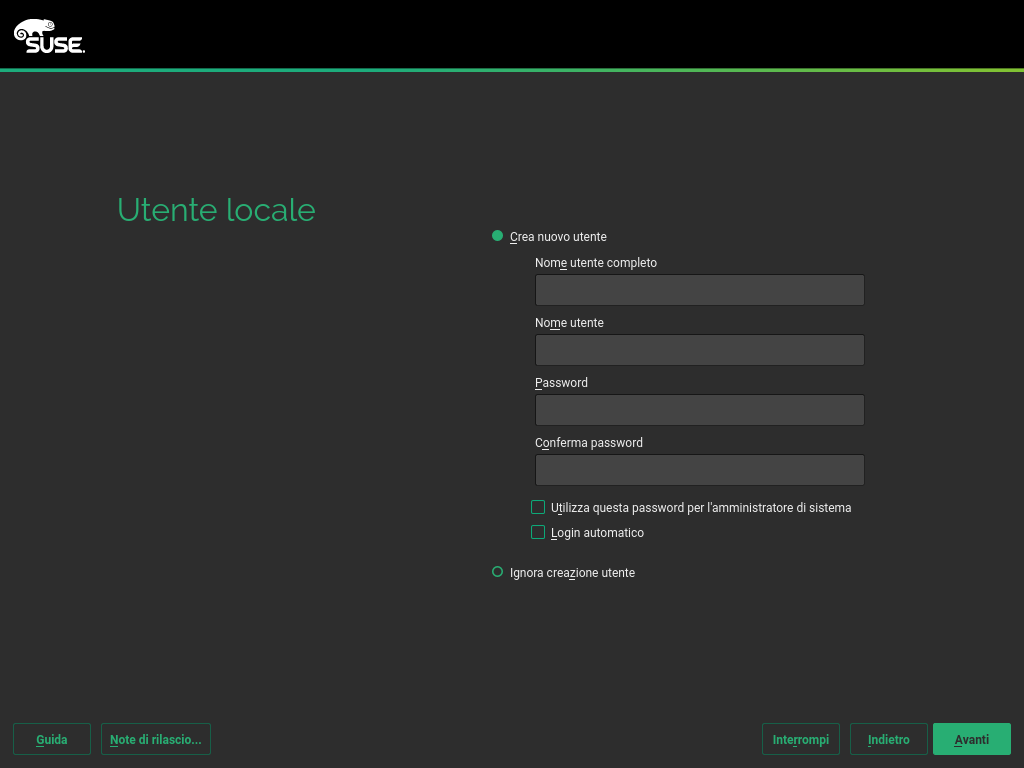 SUSE.
Utente locale
Crea nuovo utente
Nome utente completo
Nome utente
Password
Conferma password
Utilizza questa password per l'amministratore di sistema
Login automatico
Ignora creazione utente
Guida
Note di rilascio...
Interrompi
Indietro
Avanti